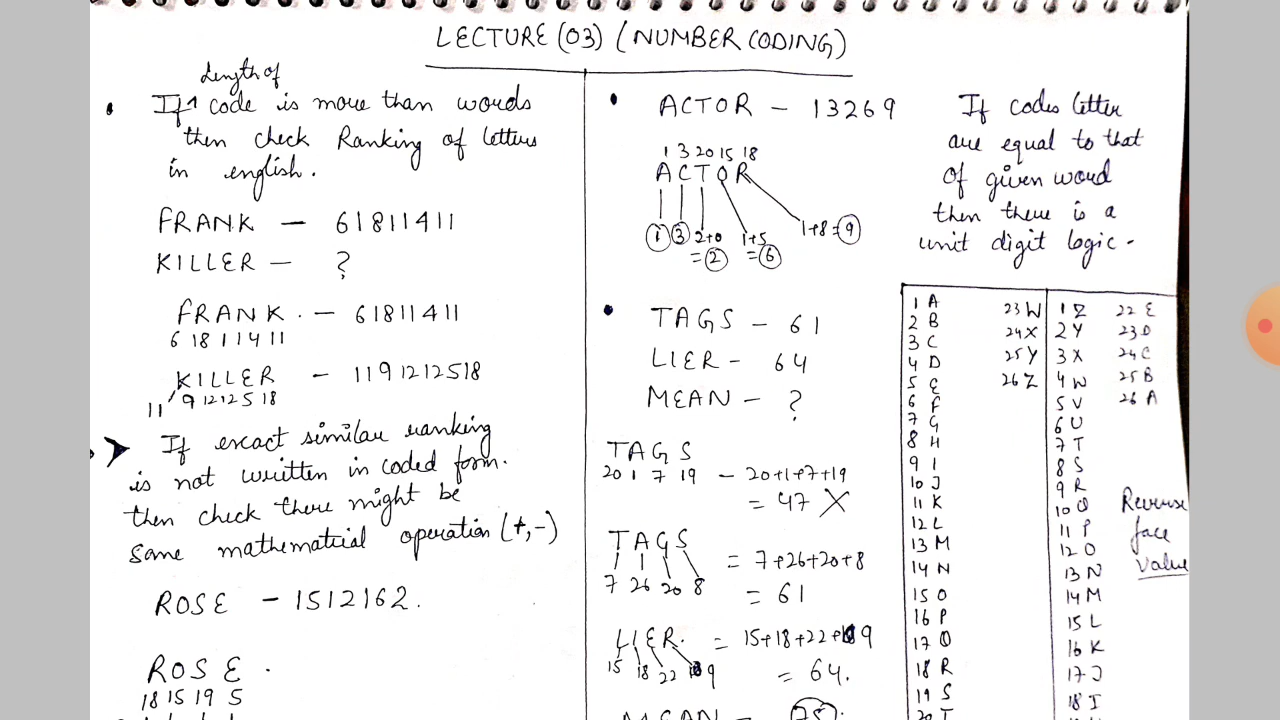 LECTURE (03) (NUMBER CODING)
Length of
• If ^ code is more than words
then check Ranking of letters
in english.
FRANK – 61811411
KILLER – ?
FRANK. – 61811411
6 18 1 14 11
KILLER – 1191212518
11 9 12 12 5 18
➤ If exact similar ranking
is not written in coded form.
then check there might be
some mathematrial operation (+,-)
ROSE – 1512162.
ROSE.
18 15 19 5
• ACTOR – 13269
1 3 20 15 18
A C T O R
1 3 2+0 1+5 1+8=9
=2 =6
• TAGS – 61
LIER – 64
MEAN – ?
TAGS
20 1 7 19 – 20+1+7+19
= 47 X
TAGS = 7+26+20+8
7 26 20 8
= 61
LIER. = 15+18+22+9
15 18 22 9
= 64.
MEAN –
If codes letter
are equal to that
of given word
then there is a
unit digit logic -
1 A
2 B
3 C
4 D
5 E
6 F
7 G
8 H
9 I
10 J
11 K
12 L
13 M
14 N
15 O
16 P
17 Q
18 R
19 S
20 T
23 W
24 X
25 Y
26 Z
1 Z
2 Y
3 X
4 W
5 V
6 U
7 T
8 S
9 R
10 Q
11 P
12 O
13 N
14 M
15 L
16 K
17 J
18 I
22 E
23 D
24 C
25 B
26 A
Reverse
face
value